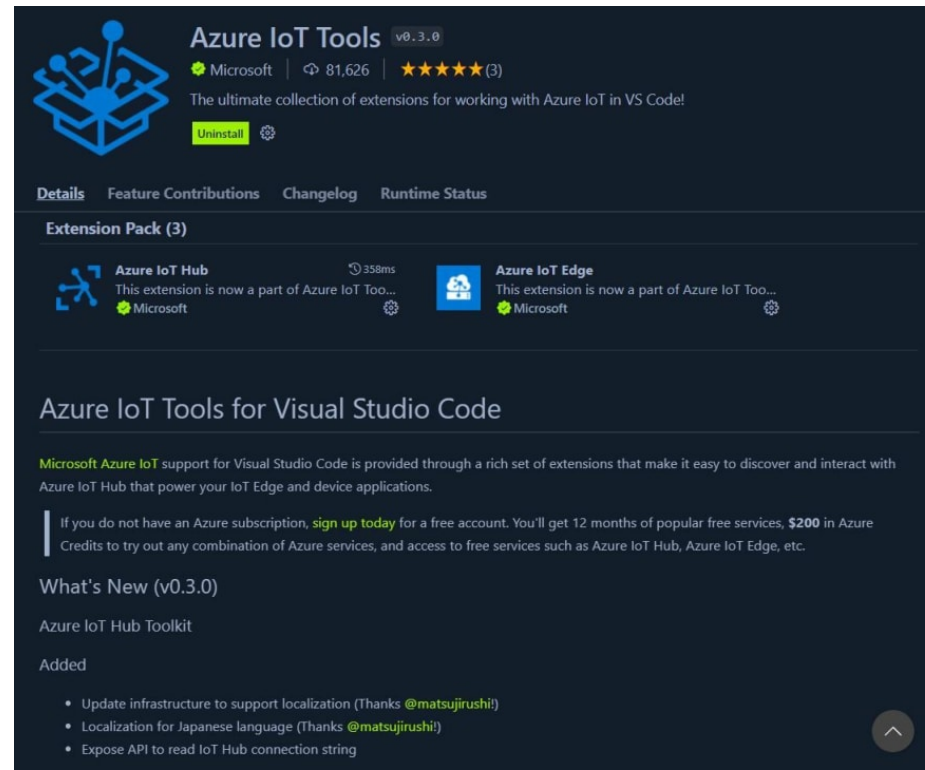 Azure IoT Tools v0.3.0
Microsoft 81,626 ★★★★★(3)
The ultimate collection of extensions for working with Azure IoT in VS Code!
Uninstall
Details Feature Contributions Changelog Runtime Status
Extension Pack (3)
Azure IoT Hub 358ms
This extension is now a part of Azure IoT Too...
Microsoft
Azure IoT Edge
This extension is now a part of Azure IoT Too...
Microsoft
Azure IoT Tools for Visual Studio Code
Microsoft Azure IoT support for Visual Studio Code is provided through a rich set of extensions that make it easy to discover and interact with
Azure IoT Hub that power your IoT Edge and device applications.
If you do not have an Azure subscription, sign up today for a free account. You'll get 12 months of popular free services, $200 in Azure
Credits to try out any combination of Azure services, and access to free services such as Azure IoT Hub, Azure IoT Edge, etc.
What's New (v0.3.0)
Azure IoT Hub Toolkit
Added
• Update infrastructure to support localization (Thanks @matsujirushi!)
• Localization for Japanese language (Thanks @matsujirushi!)
• Expose API to read IoT Hub connection string